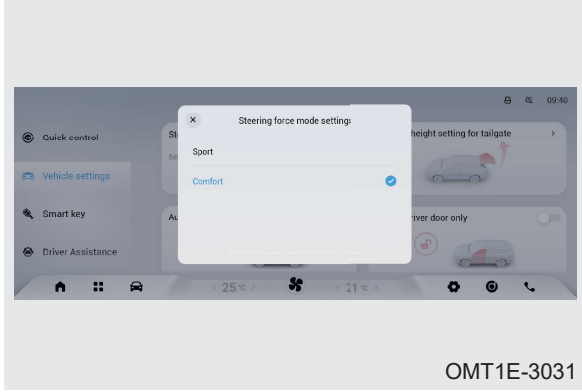 09:40
Steering force mode settings
Quick control
height setting for tailgate
Sport
Vehicle settings
Comfort
Smart key
river door only
Driver Assistance
25°C
OMT1E-3031